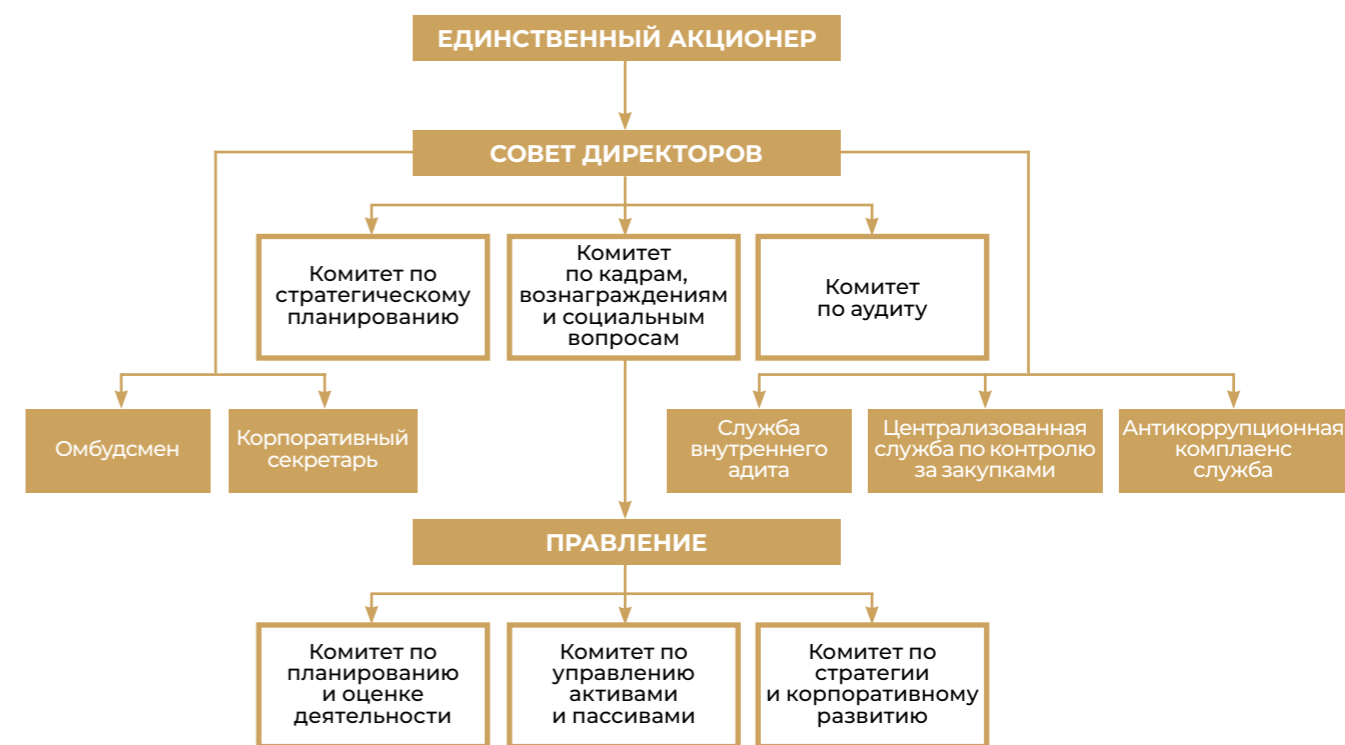 ЕДИНСТВЕННЫЙ АКЦИОНЕР
СОВЕТ ДИРЕКТОРОВ
Комитет по
стратегическому
планированию
Комитет
по кадрам,
вознаграждениям
и социальным
вопросам
Комитет
по аудиту
Омбудсмен
Корпоративный
секретарь
Служба
внутреннего
адита
Централизованная
служба по контролю
за закупками
Антикоррупционная
комплаенс
служба
ПРАВЛЕНИЕ
Комитет по
планированию
и оценке
деятельности
Комитет по
управлению
активами
и пассивами
Комитет по
стратегии
и корпоративному
развитию